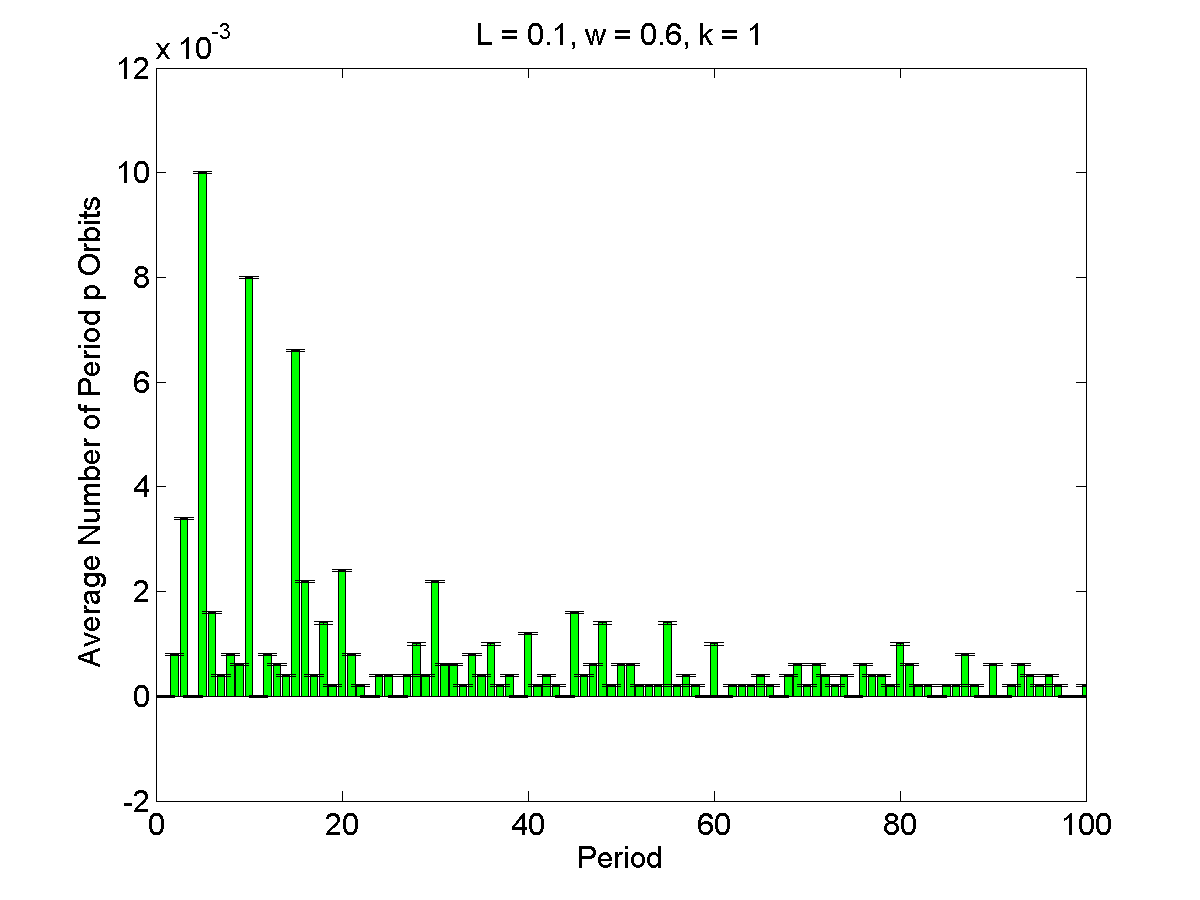 L = 0.1, w = 0.6, k = 1
x 10-3
12
10
8
6
4
2
0
-2
0 20 40 60 80 100
Period
Average Number of Period p Orbits